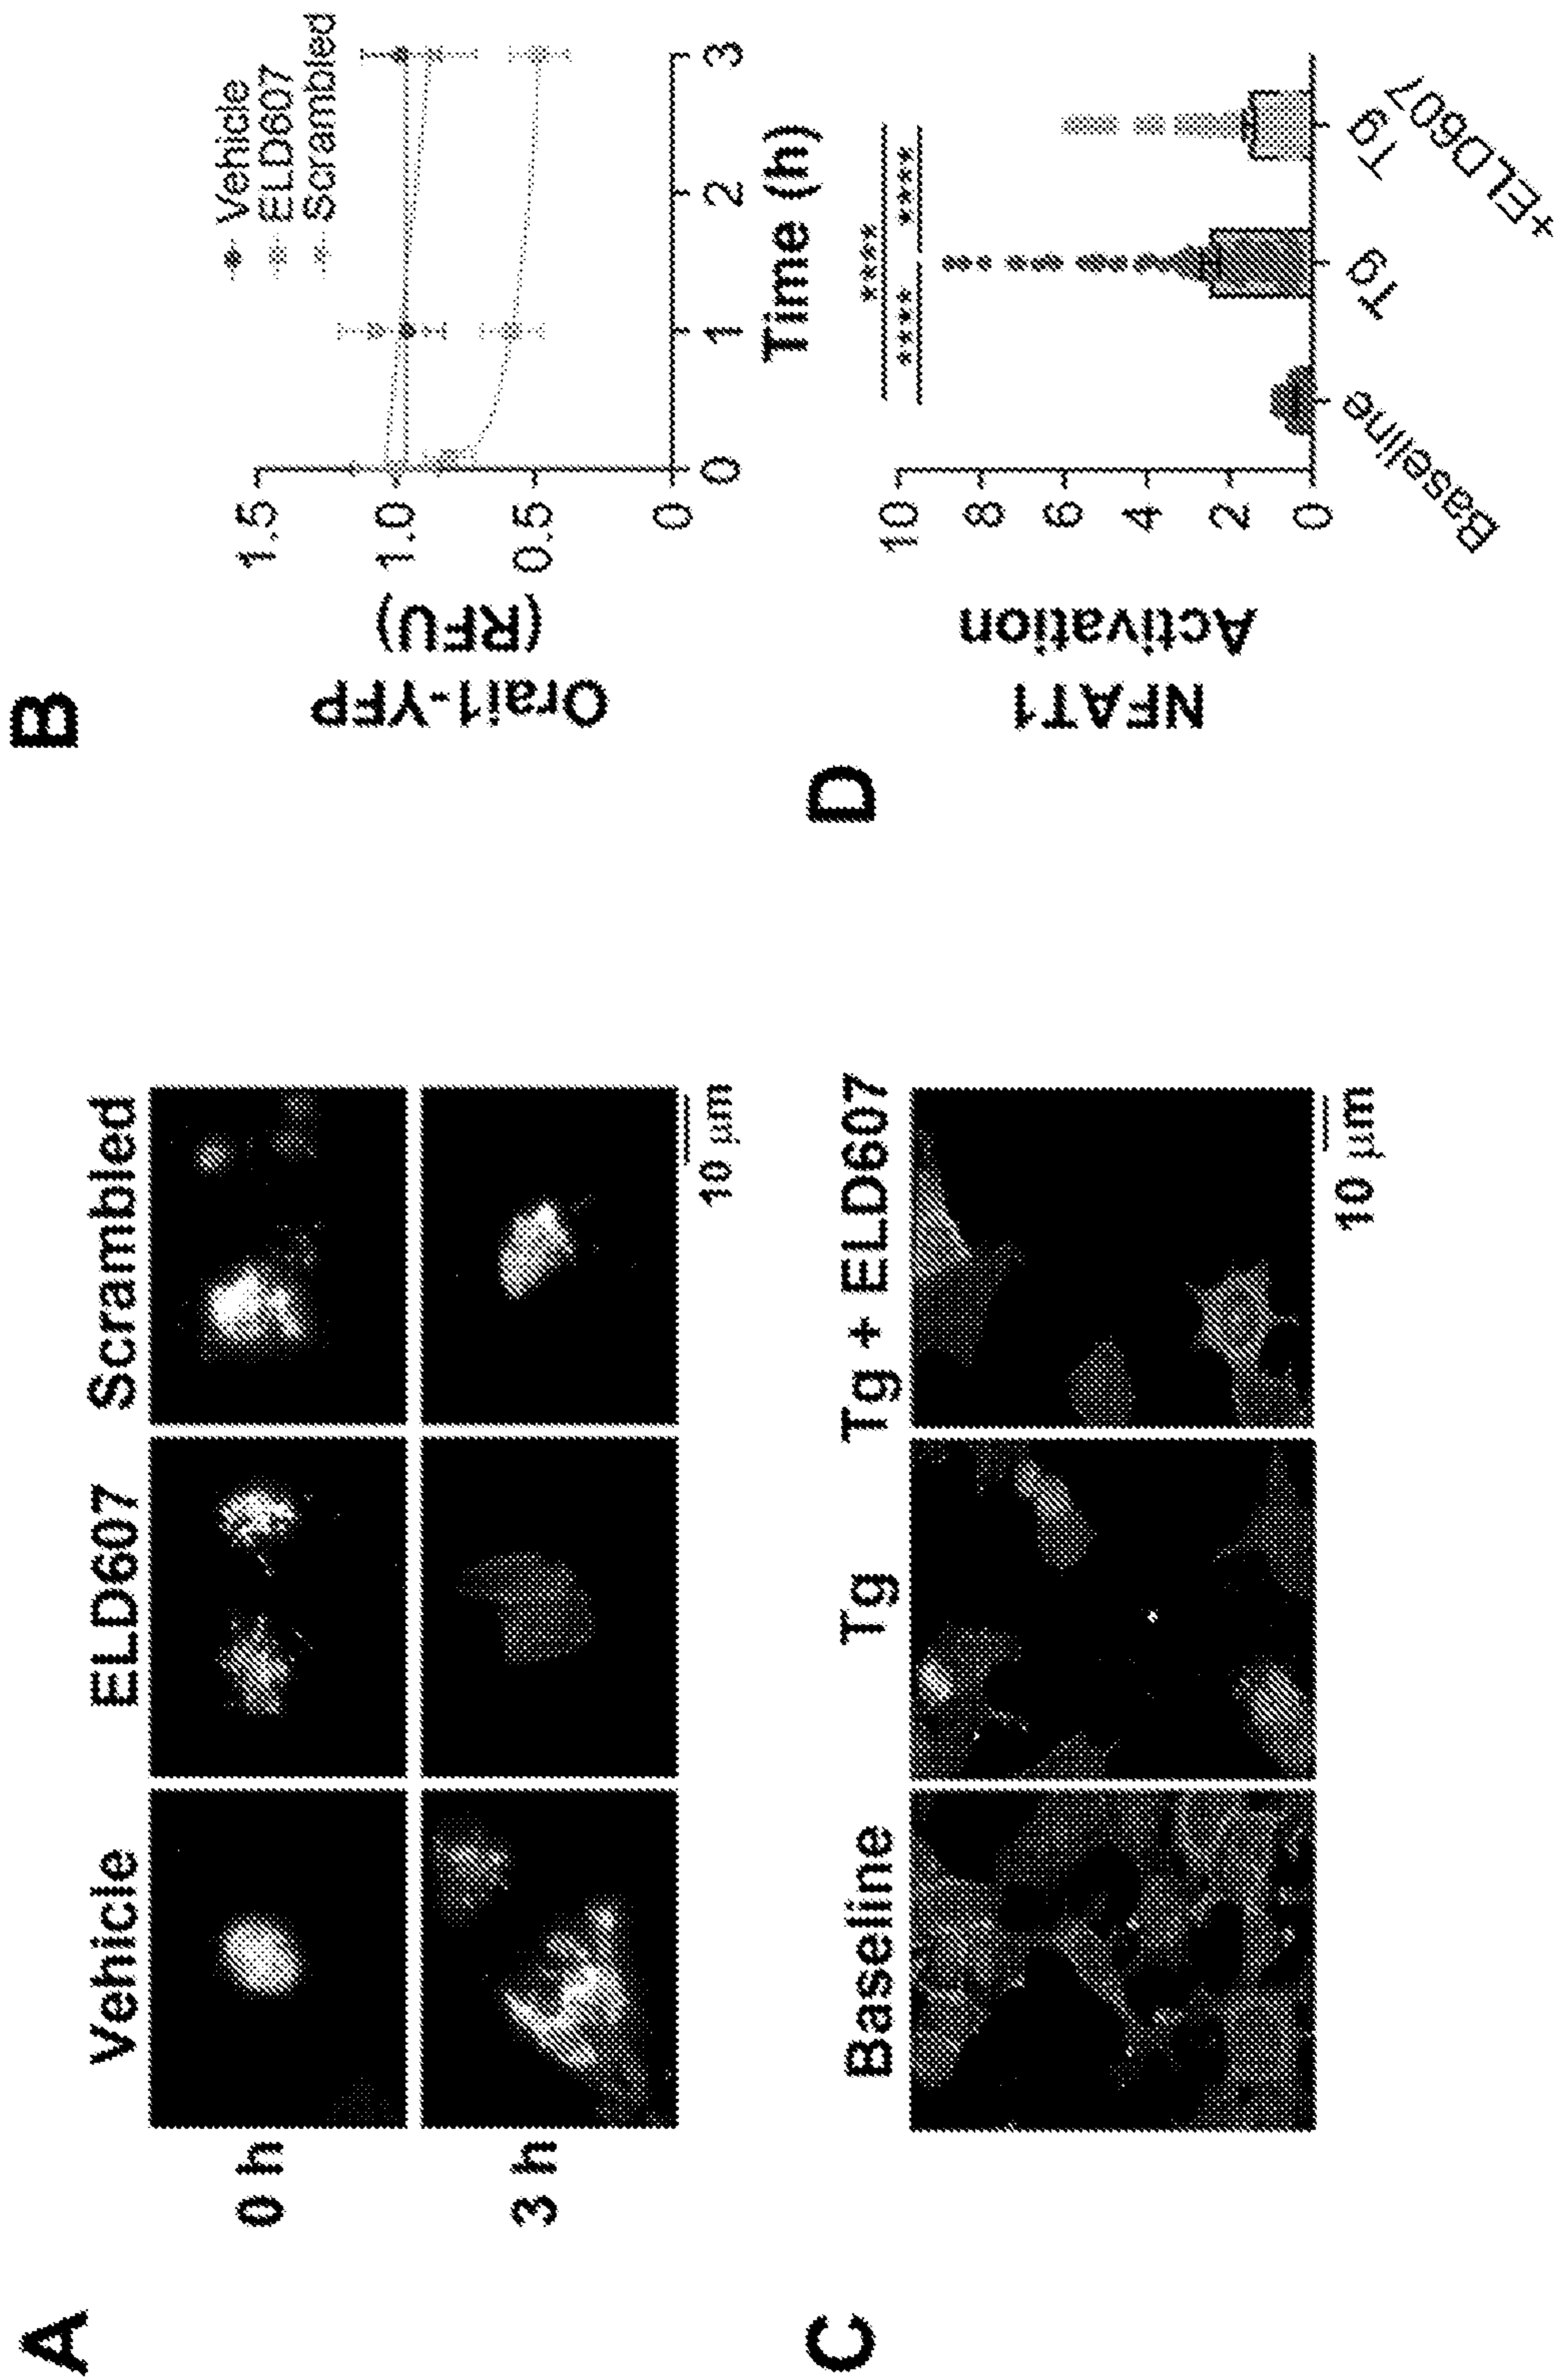 A
Vehicle ELD607 Scrambled
0 h
3 h
10 μm
B
Orai1-YFP
(RFU)
1.5
1.0
0.5
0
0 1 2 3
Time (h)
Vehicle
ELD607
Scrambled
C
Baseline Tg Tg + ELD607
10 μm
D
NFAT1
Activation
10
8
6
4
2
0
****
**** ****
Baseline
Tg
Tg
+ELD607